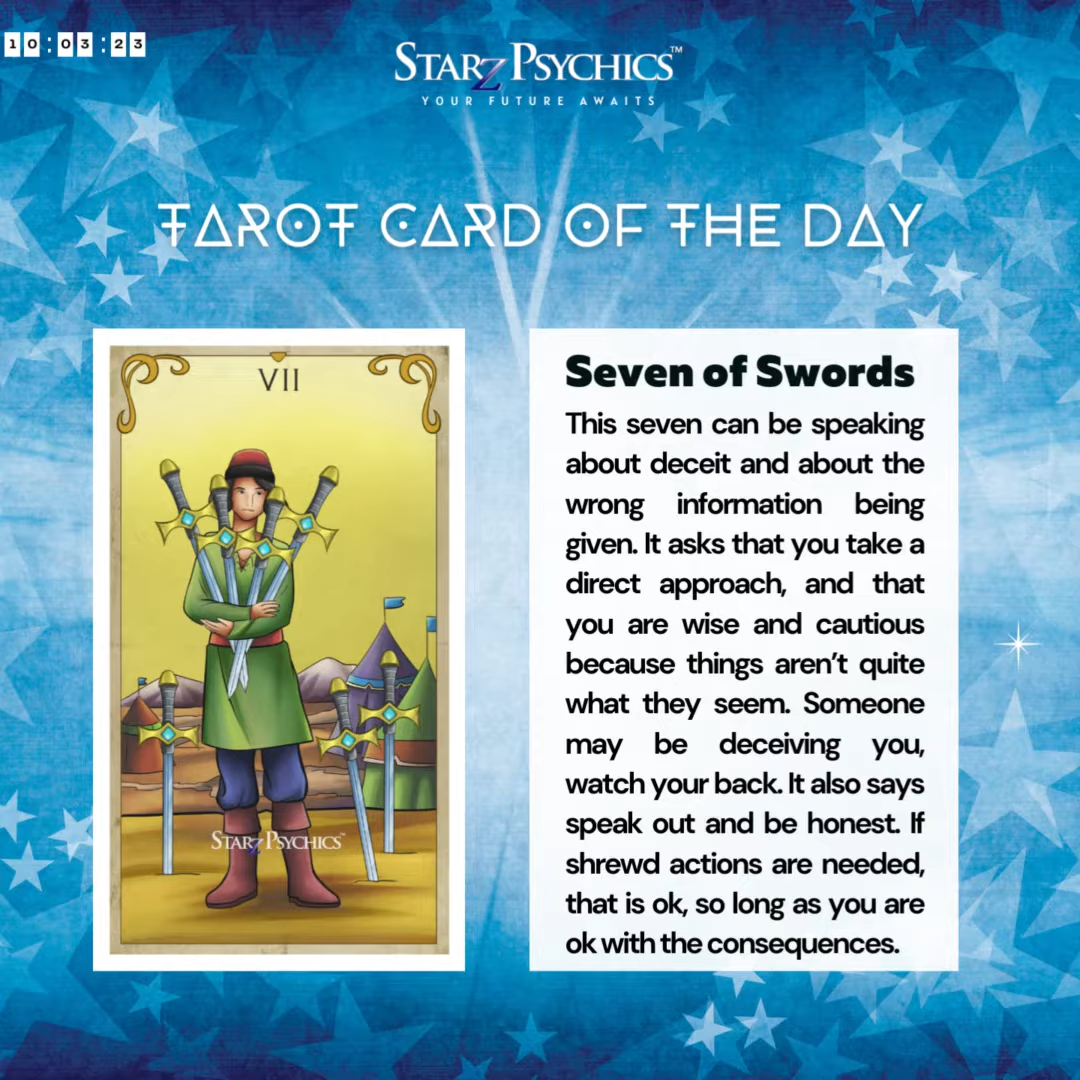 10:03:23
STARZ PSYCHICS™
YOUR FUTURE AWAITS
TAROT CARD OF THE DAY
VII
STARZ PSYCHICS™
Seven of Swords
This seven can be speaking
about deceit and about the
wrong information being
given. It asks that you take a
direct approach, and that
you are wise and cautious
because things aren’t quite
what they seem. Someone
may be deceiving you,
watch your back. It also says
speak out and be honest. If
shrewd actions are needed,
that is ok, so long as you are
ok with the consequences.